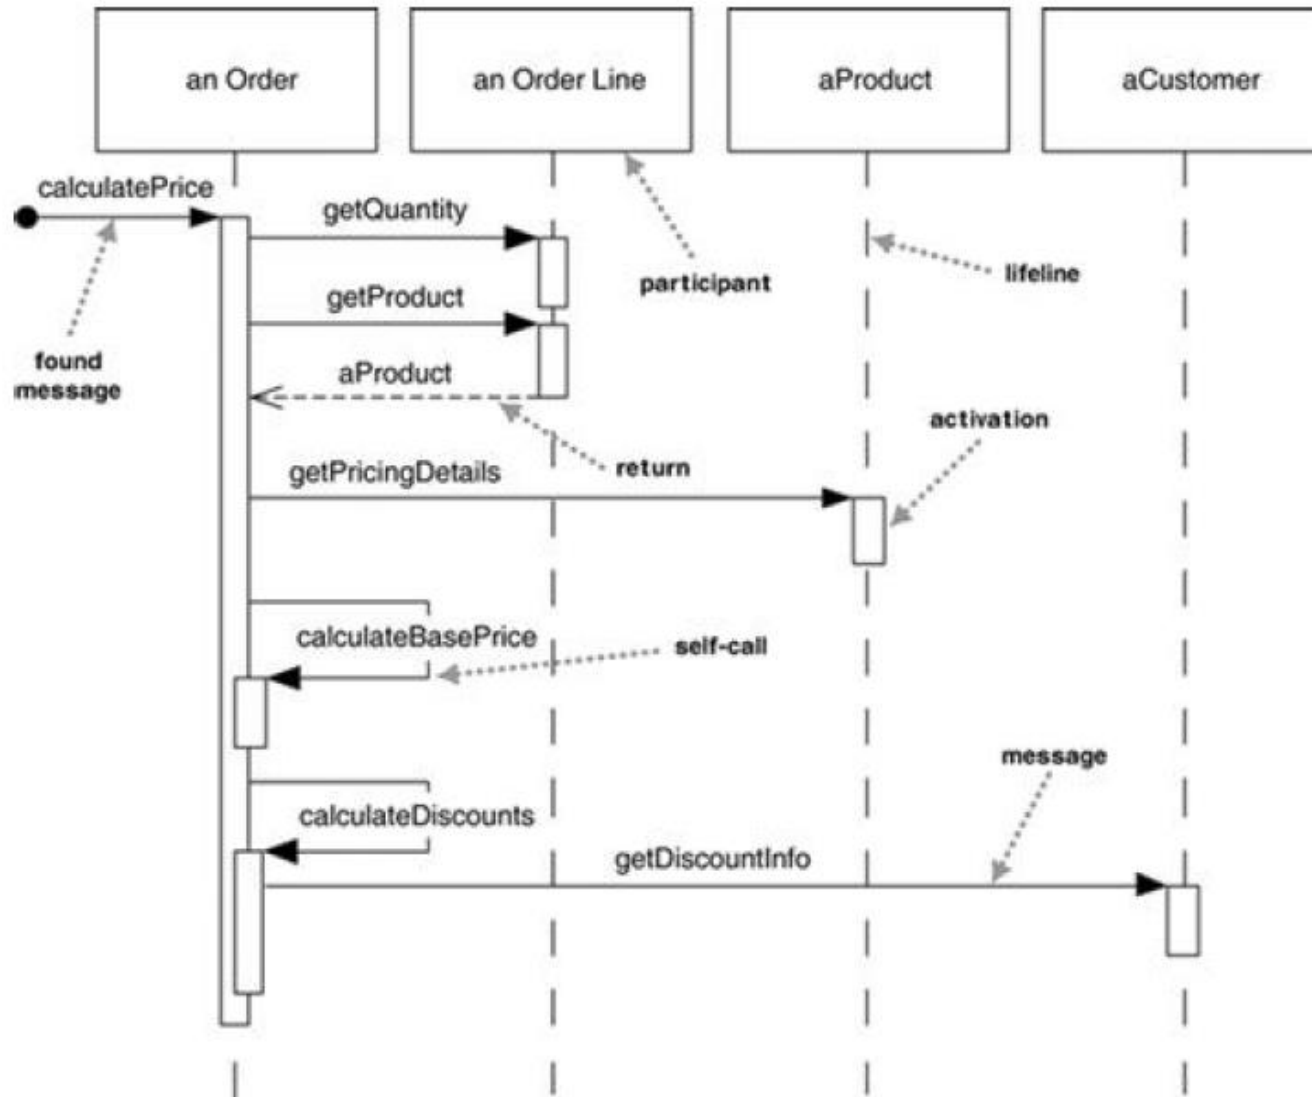 an Order
an Order Line
aProduct
aCustomer
calculatePrice
getQuantity
participant
lifeline
getProduct
found
message
aProduct
activation
return
getPricingDetails
calculateBasePrice
self-call
message
calculateDiscounts
getDiscountInfo